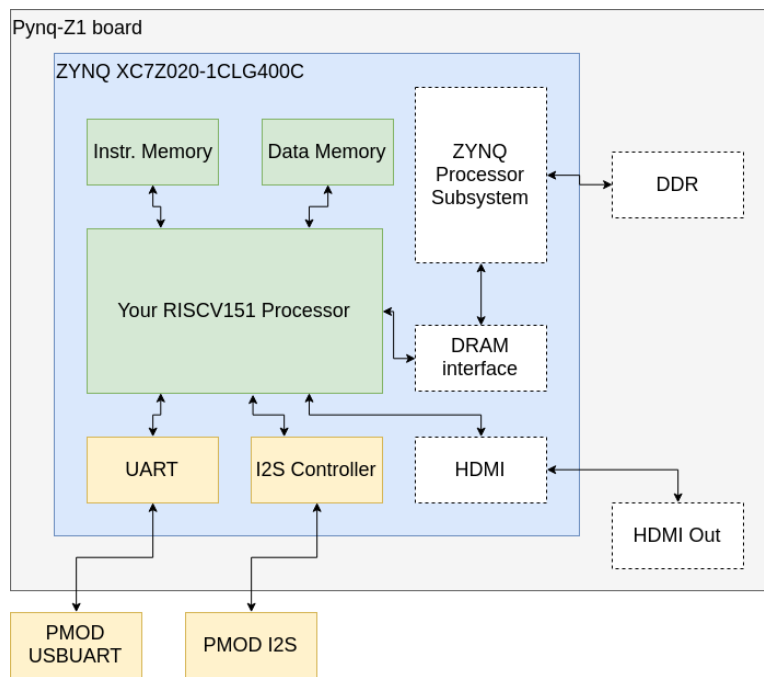 Pynq-Z1 board
ZYNQ XC7Z020-1CLG400C
Instr. Memory
Data Memory
ZYNQ
Processor
Subsystem
DDR
Your RISCV151 Processor
DRAM
interface
UART
I2S Controller
HDMI
HDMI Out
PMOD
USBUART
PMOD I2S